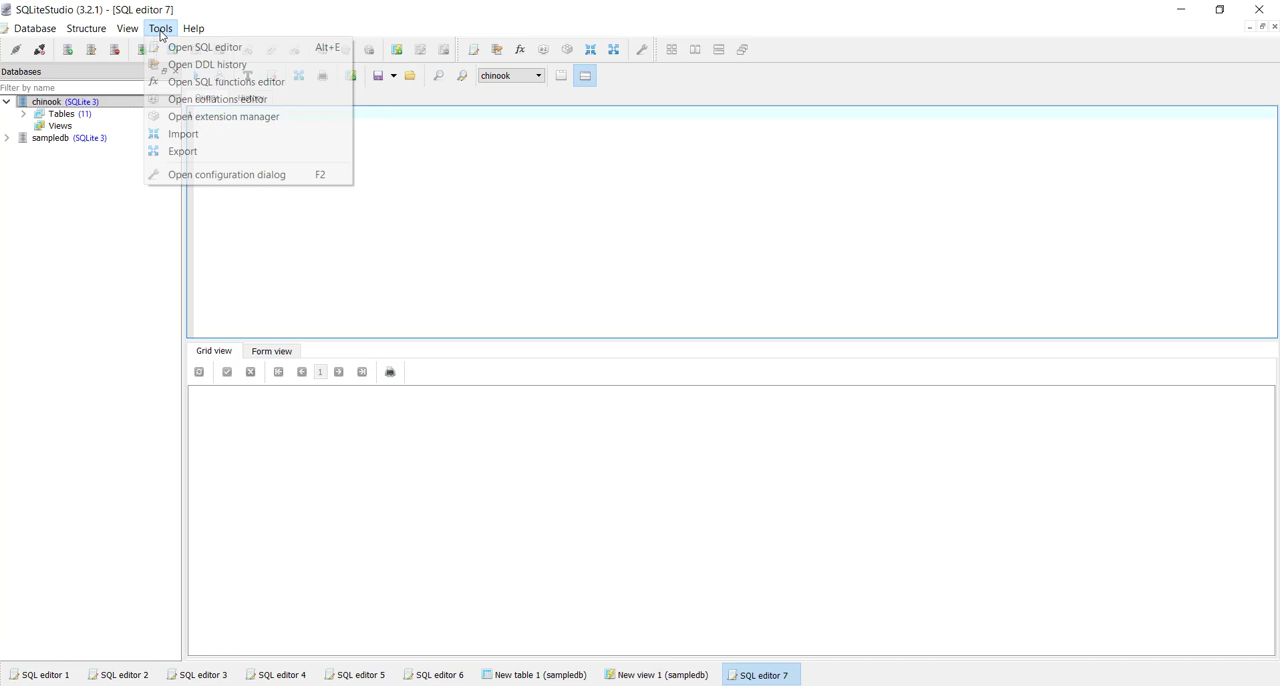 SQLiteStudio (3.2.1) - [SQL editor 7]
Database Structure View Tools Help
Databases
Filter by name
chinook (SQLite 3)
Tables (11)
Views
sampledb (SQLite 3)
Open SQL editor Alt+E
Open DDL history
Open SQL functions editor
Open collations editor
Open extension manager
Import
Export
Open configuration dialog F2
chinook
Grid view Form view
1
SQL editor 1 SQL editor 2 SQL editor 3 SQL editor 4 SQL editor 5 SQL editor 6 New table 1 (sampledb) New view 1 (sampledb) SQL editor 7